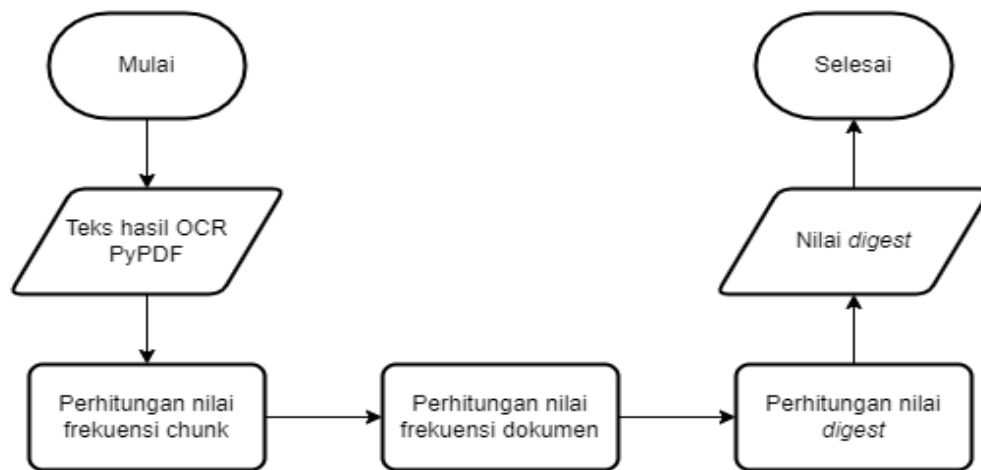 Mulai
Teks hasil OCR
PyPDF
Perhitungan nilai
frekuensi chunk
Perhitungan nilai
frekuensi dokumen
Perhitungan nilai
digest
Nilai digest
Selesai